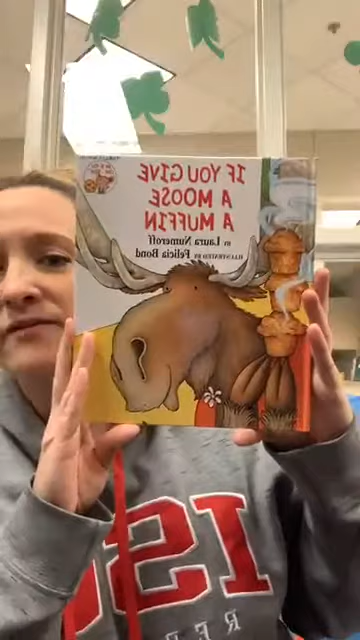 IF YOU GIVE
A MOOSE
A MUFFIN
BY Laura Numeroff
ILLUSTRATED BY Felicia Bond
ISU